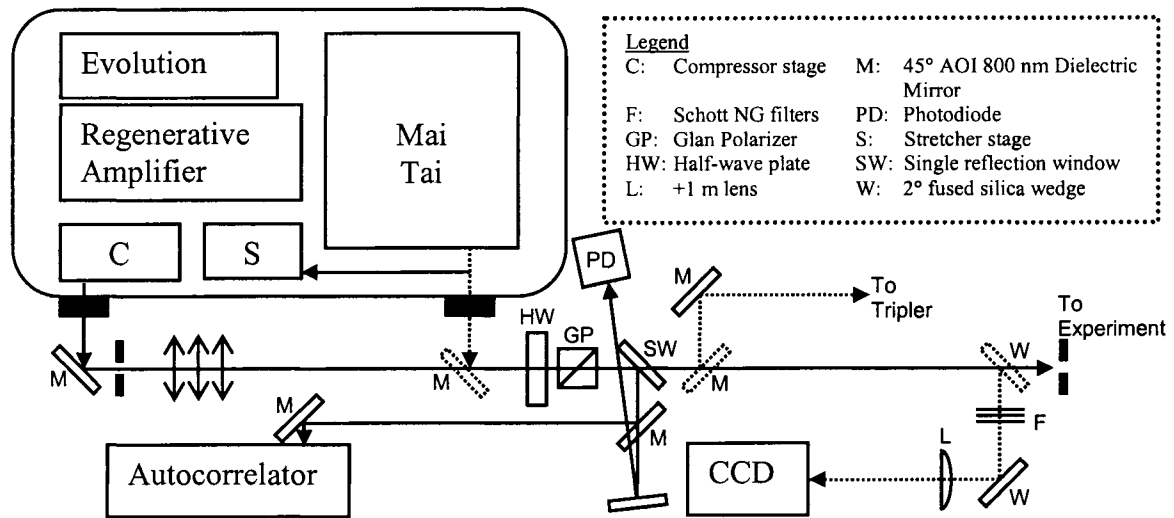 Evolution
Regenerative
Amplifier
Mai
Tai
C
S
Legend
C: Compressor stage M: 45° AOI 800 nm Dielectric
Mirror
F: Schott NG filters PD: Photodiode
GP: Glan Polarizer S: Stretcher stage
HW: Half-wave plate SW: Single reflection window
L: +1 m lens W: 2° fused silica wedge
PD
M
To
Tripler
To
Experiment
HW
GP
SW
M
M
M
W
M
M
F
L
W
Autocorrelator
CCD